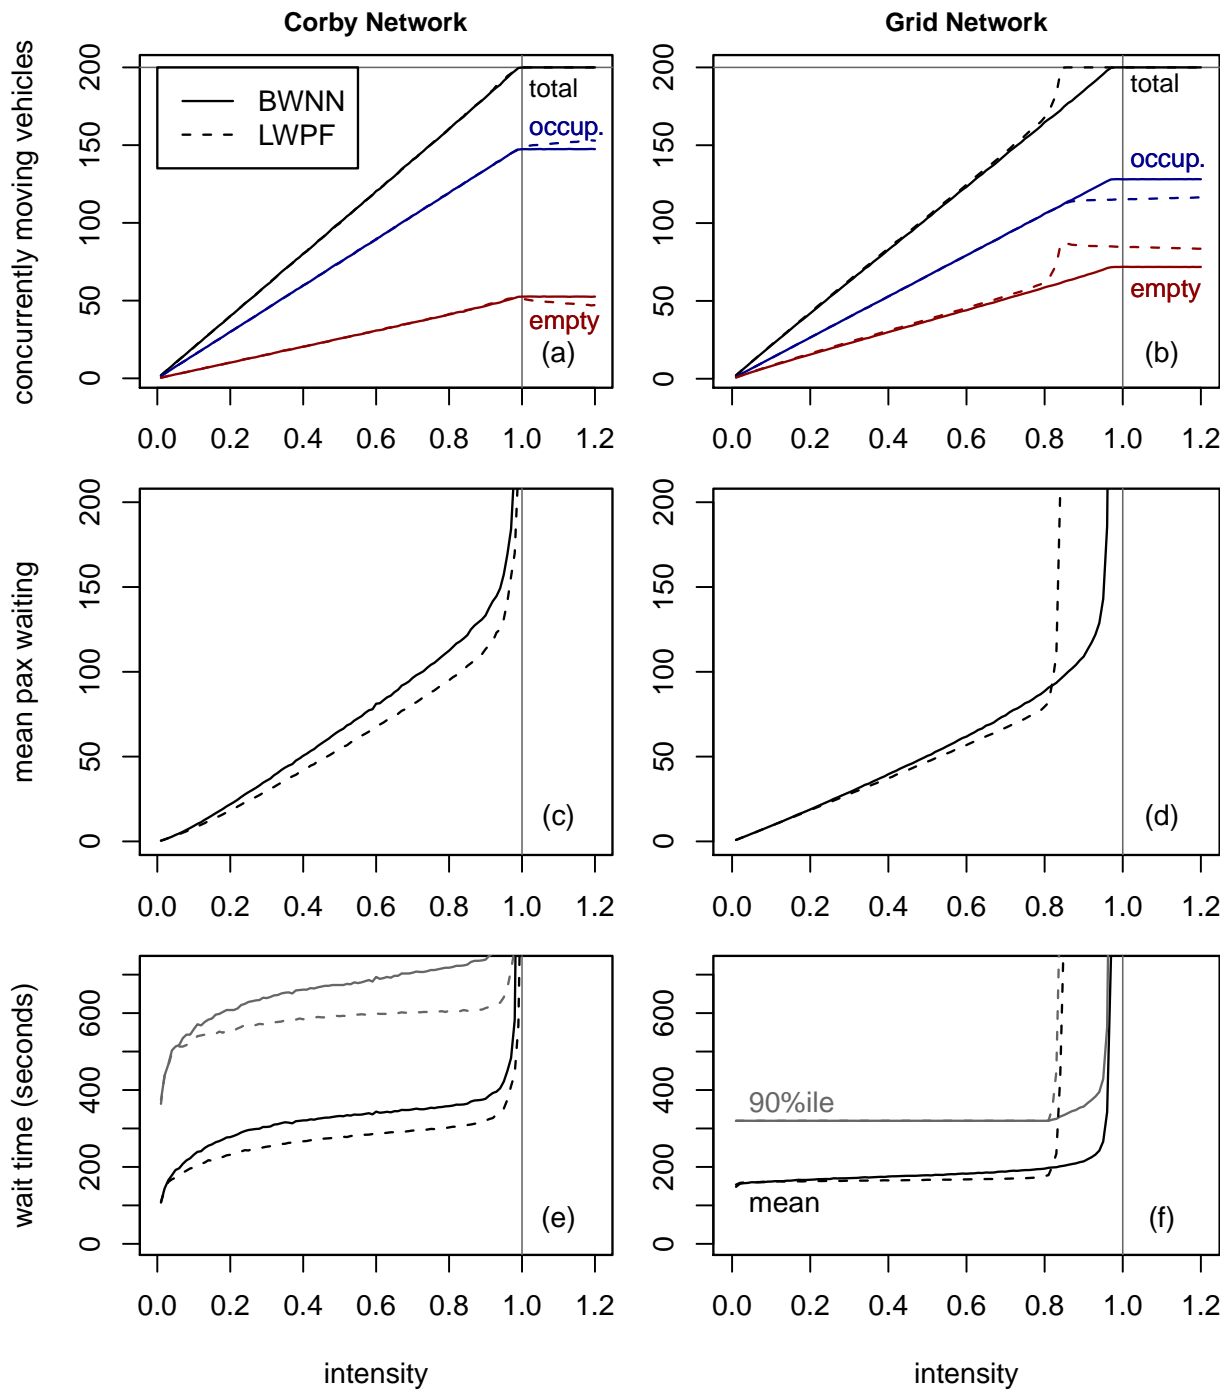 Corby Network
Grid Network
concurrently moving vehicles
200
150
100
50
0
BWNN
LWPF
total
occup.
empty
(a)
0.0 0.2 0.4 0.6 0.8 1.0 1.2
200
150
100
50
0
total
occup.
empty
(b)
0.0 0.2 0.4 0.6 0.8 1.0 1.2
mean pax waiting
200
150
100
50
0
(c)
0.0 0.2 0.4 0.6 0.8 1.0 1.2
200
150
100
50
0
(d)
0.0 0.2 0.4 0.6 0.8 1.0 1.2
wait time (seconds)
600
400
200
0
(e)
0.0 0.2 0.4 0.6 0.8 1.0 1.2
intensity
600
400
200
0
90%ile
mean
(f)
0.0 0.2 0.4 0.6 0.8 1.0 1.2
intensity